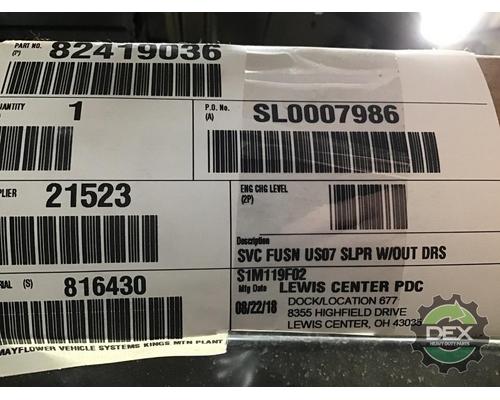 PART NO.
(P)
82419036
QUANTITY
1
P.O. No.
(A)
SL0007986
PLIER
21523
ENG CHG LEVEL
(2P)
Description
SVC FUSN US07 SLPR W/OUT DRS
S1M119F02
RIAL (S)
816430
Mfg Date
08/22/18
LEWIS CENTER PDC
DOCK/LOCATION 677
8355 HIGHFIELD DRIVE
LEWIS CENTER, OH 43035
MAYFLOWER VEHICLE SYSTEMS KINGS MTN PLANT
DEX
HEAVY DUTY PARTS